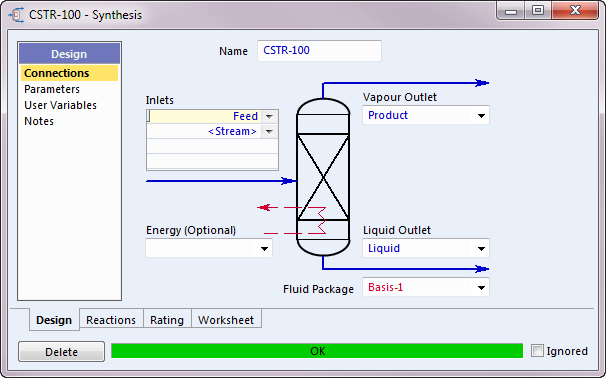 CSTR-100 - Synthesis
Design
Connections
Parameters
User Variables
Notes
Name CSTR-100
Inlets
Feed
<Stream>
Vapour Outlet
Product
Energy (Optional)
Liquid Outlet
Liquid
Fluid Package Basis-1
Design Reactions Rating Worksheet
Delete OK Ignored